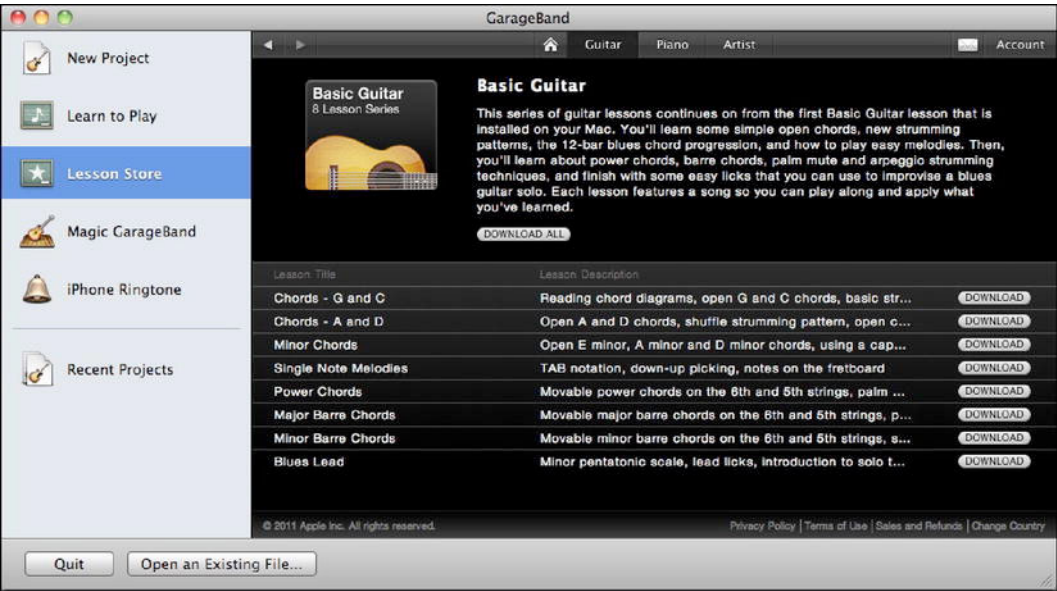 GarageBand
New Project
Learn to Play
Lesson Store
Magic GarageBand
iPhone Ringtone
Recent Projects
Guitar Piano Artist Account
Basic Guitar
8 Lesson Series
Basic Guitar
This series of guitar lessons continues on from the first Basic Guitar lesson that is
installed on your Mac. You'll learn some simple open chords, new strumming
patterns, the 12-bar blues chord progression, and how to play easy melodies. Then,
you'll learn about power chords, barre chords, palm mute and arpeggio strumming
techniques, and finish with some easy licks that you can use to improvise a blues
guitar solo. Each lesson features a song so you can play along and apply what
you've learned.
DOWNLOAD ALL
Lesson Title Lesson Description
Chords - G and C Reading chord diagrams, open G and C chords, basic str... DOWNLOAD
Chords - A and D Open A and D chords, shuffle strumming pattern, open c... DOWNLOAD
Minor Chords Open E minor, A minor and D minor chords, using a cap... DOWNLOAD
Single Note Melodies TAB notation, down-up picking, notes on the fretboard DOWNLOAD
Power Chords Movable power chords on the 6th and 5th strings, palm ... DOWNLOAD
Major Barre Chords Movable major barre chords on the 6th and 5th strings, p... DOWNLOAD
Minor Barre Chords Movable minor barre chords on the 6th and 5th strings, s... DOWNLOAD
Blues Lead Minor pentatonic scale, lead licks, introduction to solo t... DOWNLOAD
© 2011 Apple Inc. All rights reserved. Privacy Policy | Terms of Use | Sales and Refunds | Change Country
Quit Open an Existing File...